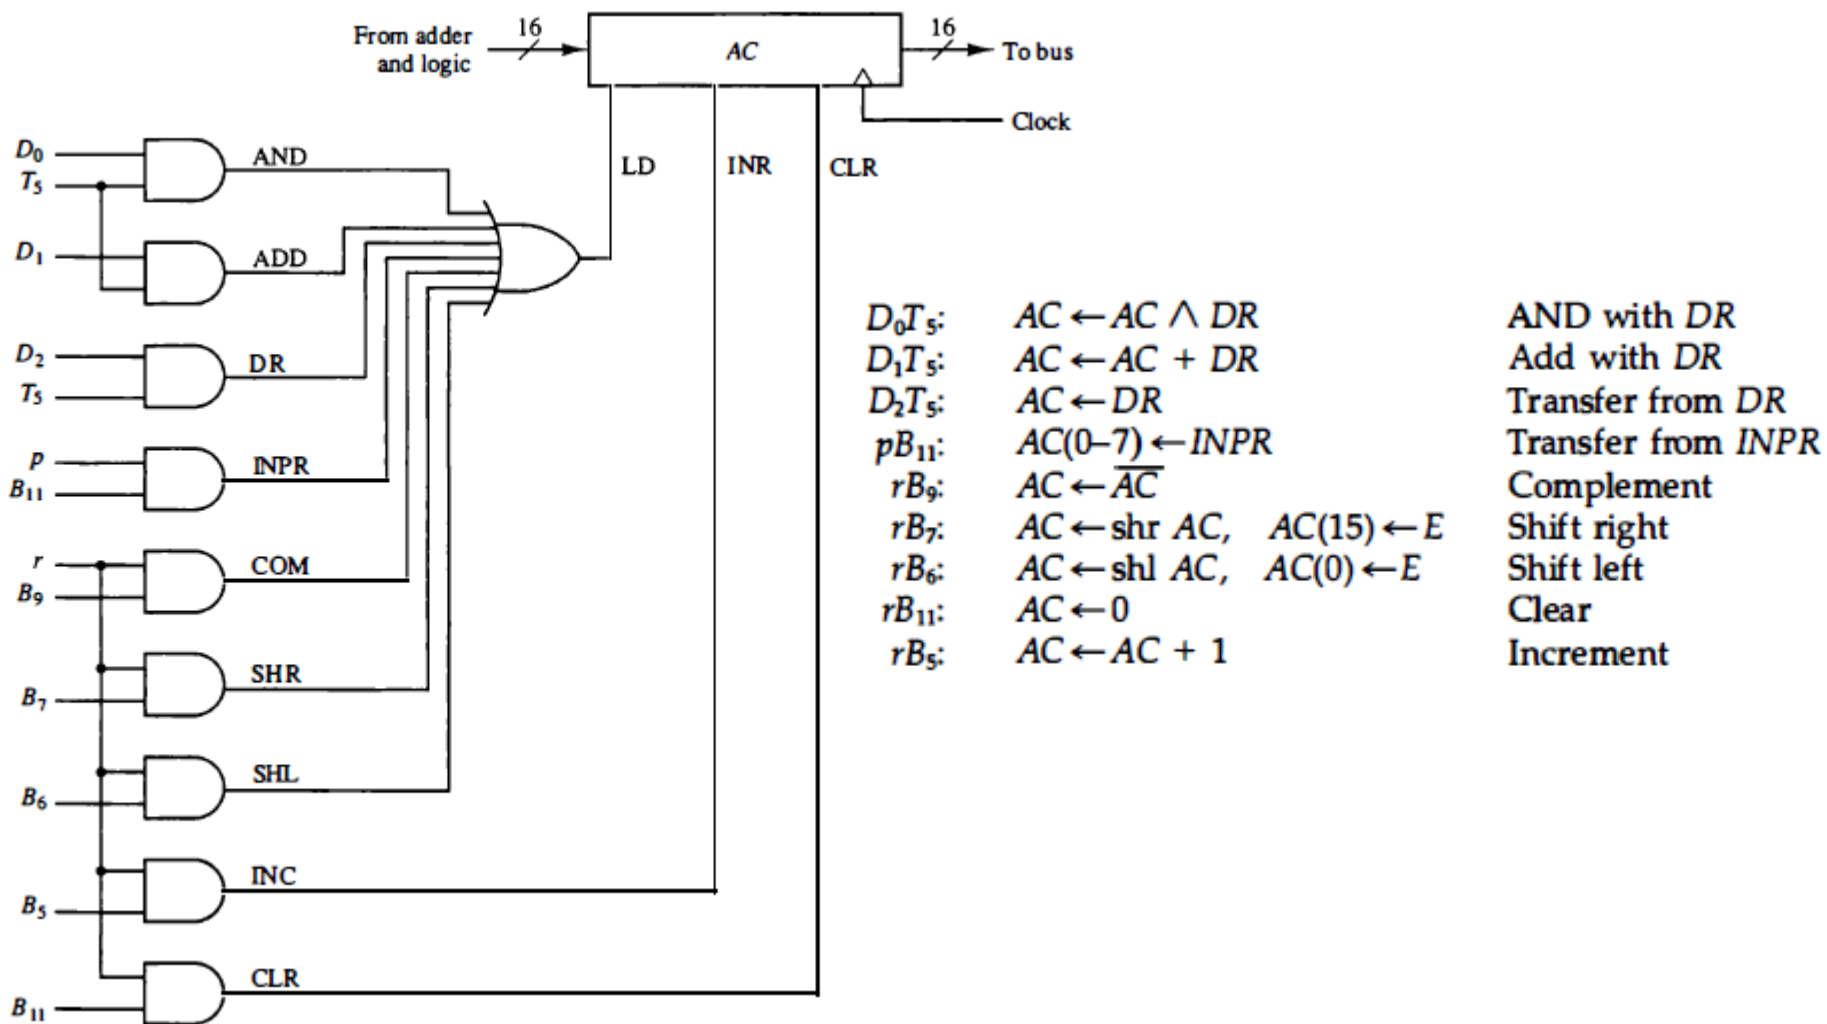 From adder
and logic
16
AC
16
To bus
Clock
LD
INR
CLR
D₀
T₅
AND
D₁
ADD
D₂
T₅
DR
p
B₁₁
INPR
r
B₉
COM
B₇
SHR
B₆
SHL
B₅
INC
B₁₁
CLR
D₀T₅: AC ← AC ∧ DR AND with DR
D₁T₅: AC ← AC + DR Add with DR
D₂T₅: AC ← DR Transfer from DR
pB₁₁: AC(0–7) ← INPR Transfer from INPR
rB₉: AC ← A̅C̅ Complement
rB₇: AC ← shr AC, AC(15) ← E Shift right
rB₆: AC ← shl AC, AC(0) ← E Shift left
rB₁₁: AC ← 0 Clear
rB₅: AC ← AC + 1 Increment